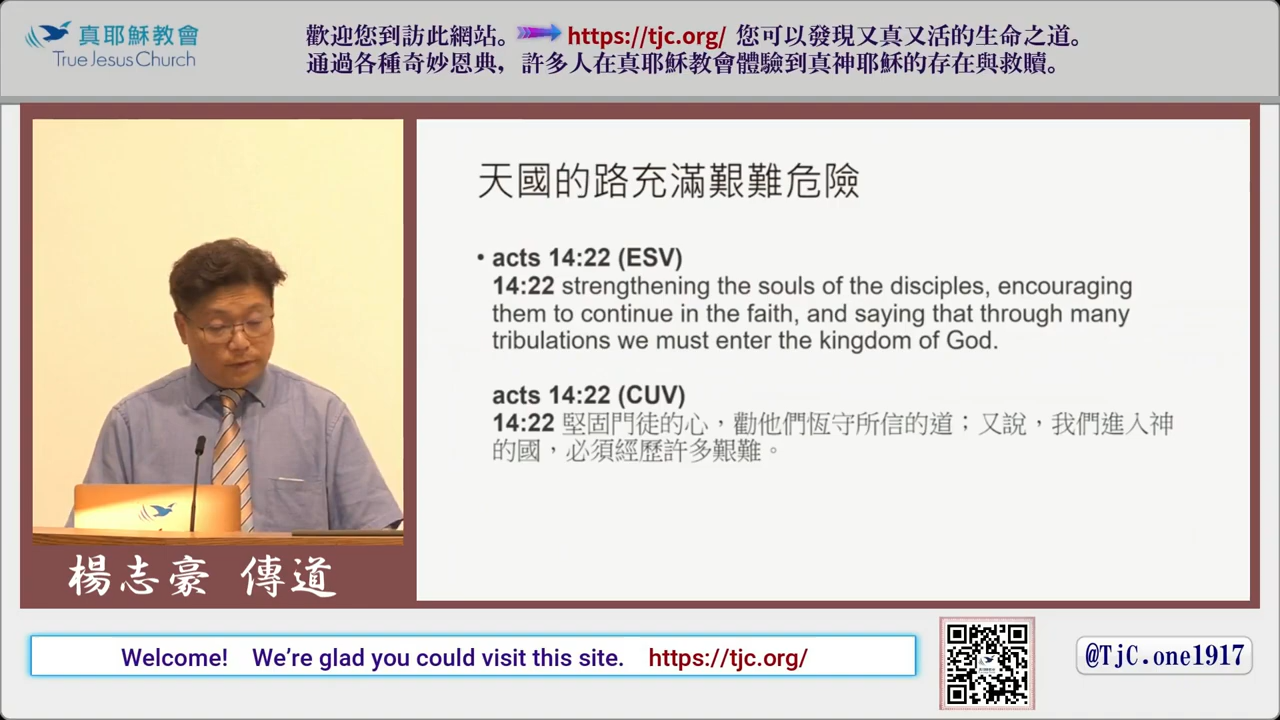 真耶穌教會
True Jesus Church
歡迎您到訪此網站。 https://tjc.org/ 您可以發現又真又活的生命之道。
通過各種奇妙恩典，許多人在真耶穌教會體驗到真神耶穌的存在與救贖。
天國的路充滿艱難危險
• acts 14:22 (ESV)
14:22 strengthening the souls of the disciples, encouraging
them to continue in the faith, and saying that through many
tribulations we must enter the kingdom of God.
acts 14:22 (CUV)
14:22 堅固門徒的心，勸他們恆守所信的道；又說，我們進入神
的國，必須經歷許多艱難。
楊志豪 傳道
Welcome! We’re glad you could visit this site. https://tjc.org/
@TjC.one1917